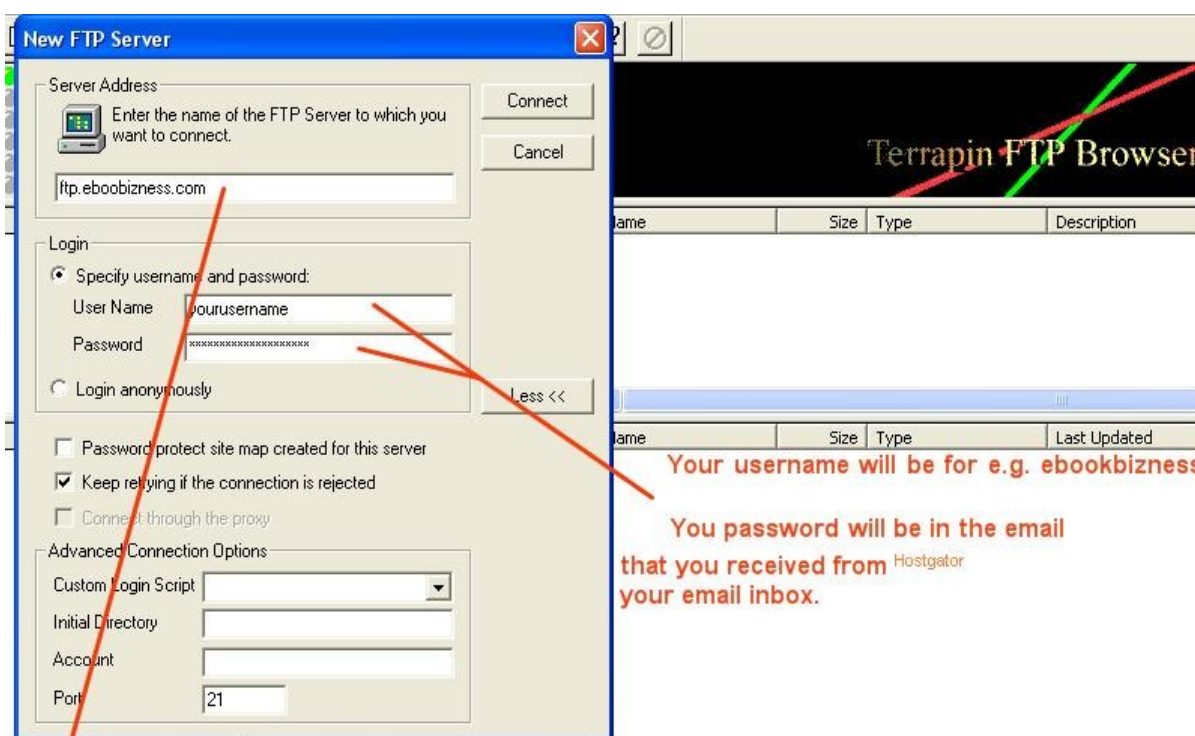 New FTP Server
Server Address
Enter the name of the FTP Server to which you
want to connect.
ftp.eboobizness.com
Connect
Cancel
Login
Specify username and password:
User Name yourusername
Password ********************
Login anonymously
Less <<
Password protect site map created for this server
Keep retrying if the connection is rejected
Connect through the proxy
Advanced Connection Options
Custom Login Script
Initial Directory
Account
Port 21
Terrapin FTP Browser
Size Type Description
Size Type Last Updated
Your username will be for e.g. ebookbizness
You password will be in the email
that you received from Hostgator
your email inbox.